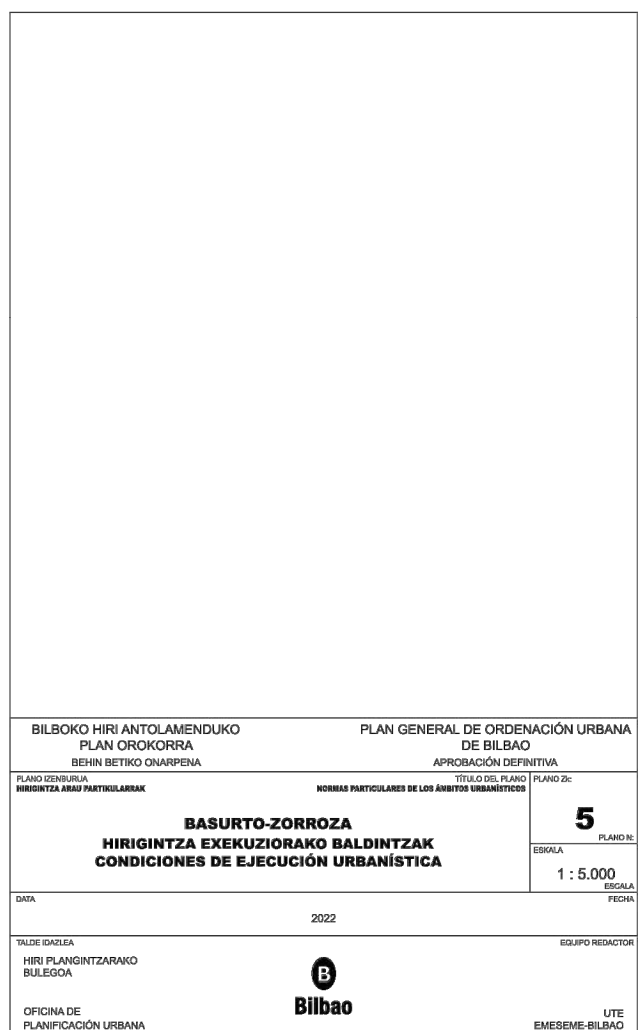 BILBOKO HIRI ANTOLAMENDUKO
PLAN OROKORRA
BEHIN BETIKO ONARPENA
PLAN GENERAL DE ORDENACIÓN URBANA
DE BILBAO
APROBACIÓN DEFINITIVA
PLANO IZENBURUA
HIRIGINTZA ARAU PARTIKULARRAK
TÍTULO DEL PLANO
NORMAS PARTICULARES DE LOS ÁMBITOS URBANÍSTICOS
BASURTO-ZORROZA
HIRIGINTZA EXEKUZIORAKO BALDINTZAK
CONDICIONES DE EJECUCIÓN URBANÍSTICA
PLANO Zk:
5
PLANO N:
ESKALA
1 : 5.000
ESCALA
DATA
FECHA
2022
TALDE IDAZLEA
EQUIPO REDACTOR
HIRI PLANGINTZARAKO
BULEGOA
OFICINA DE
PLANIFICACIÓN URBANA
B
Bilbao
UTE
EMESEME-BILBAO